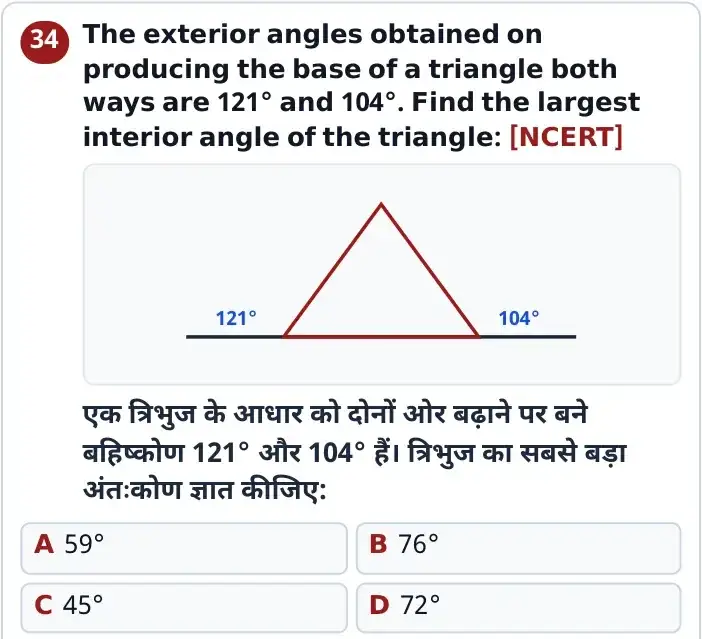 34 The exterior angles obtained on
producing the base of a triangle both
ways are 121° and 104°. Find the largest
interior angle of the triangle: [NCERT]
121°
104°
एक त्रिभुज के आधार को दोनों ओर बढ़ाने पर बने
बहिष्कोण 121° और 104° हैं। त्रिभुज का सबसे बड़ा
अंतःकोण ज्ञात कीजिए:
A 59°
B 76°
C 45°
D 72°